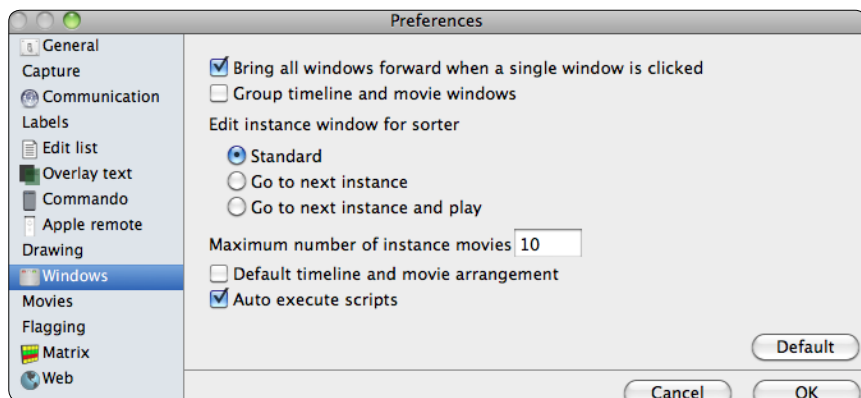 Preferences
General
Capture
Communication
Labels
Edit list
Overlay text
Commando
Apple remote
Drawing
Windows
Movies
Flagging
Matrix
Web
Bring all windows forward when a single window is clicked
Group timeline and movie windows
Edit instance window for sorter
Standard
Go to next instance
Go to next instance and play
Maximum number of instance movies 10
Default timeline and movie arrangement
Auto execute scripts
Default
Cancel OK